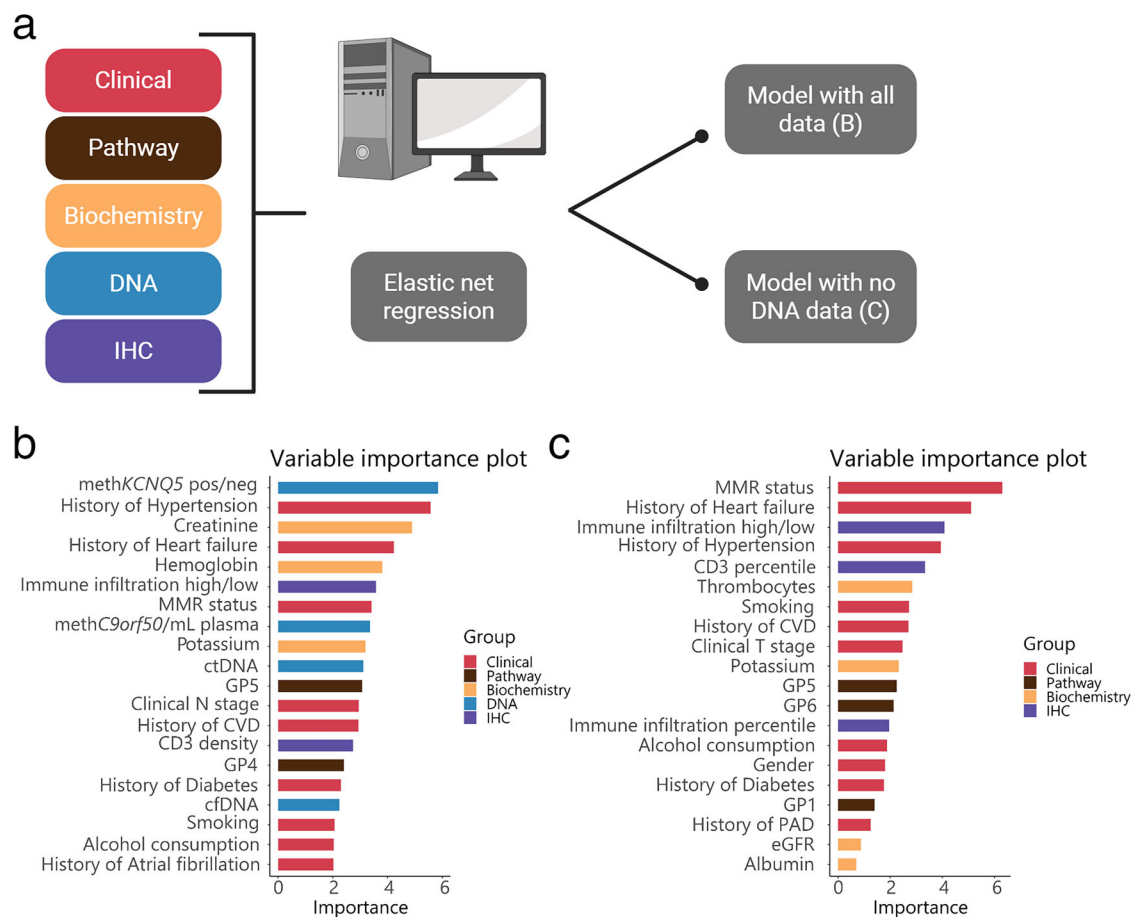 a
Clinical
Pathway
Biochemistry
DNA
IHC
Elastic net
regression
Model with all
data (B)
Model with no
DNA data (C)
b
Variable importance plot
methKCNQ5 pos/neg
History of Hypertension
Creatinine
History of Heart failure
Hemoglobin
Immune infiltration high/low
MMR status
methC9orf50/mL plasma
Potassium
ctDNA
GP5
Clinical N stage
History of CVD
CD3 density
GP4
History of Diabetes
cfDNA
Smoking
Alcohol consumption
History of Atrial fibrillation
0 2 4 6
Importance
Group
Clinical
Pathway
Biochemistry
DNA
IHC
c
Variable importance plot
MMR status
History of Heart failure
Immune infiltration high/low
History of Hypertension
CD3 percentile
Thrombocytes
Smoking
History of CVD
Clinical T stage
Potassium
GP5
GP6
Immune infiltration percentile
Alcohol consumption
Gender
History of Diabetes
GP1
History of PAD
eGFR
Albumin
0 2 4 6
Importance
Group
Clinical
Pathway
Biochemistry
IHC